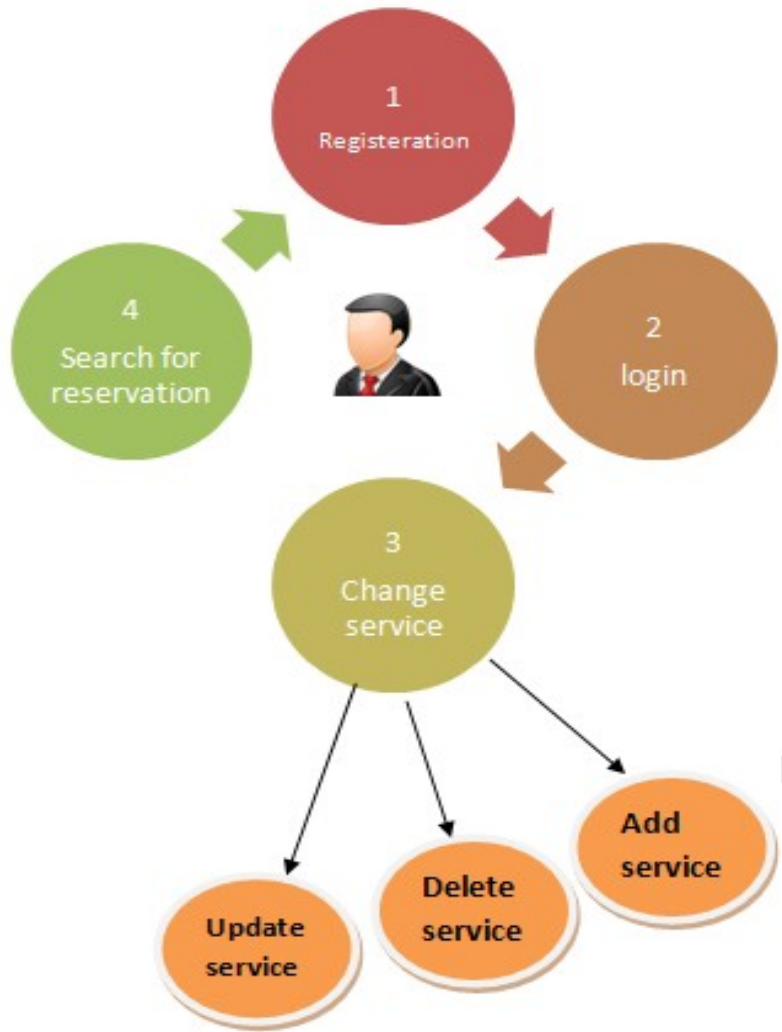 1
Registeration
2
login
3
Change
service
4
Search for
reservation
Add
service
Delete
service
Update
service